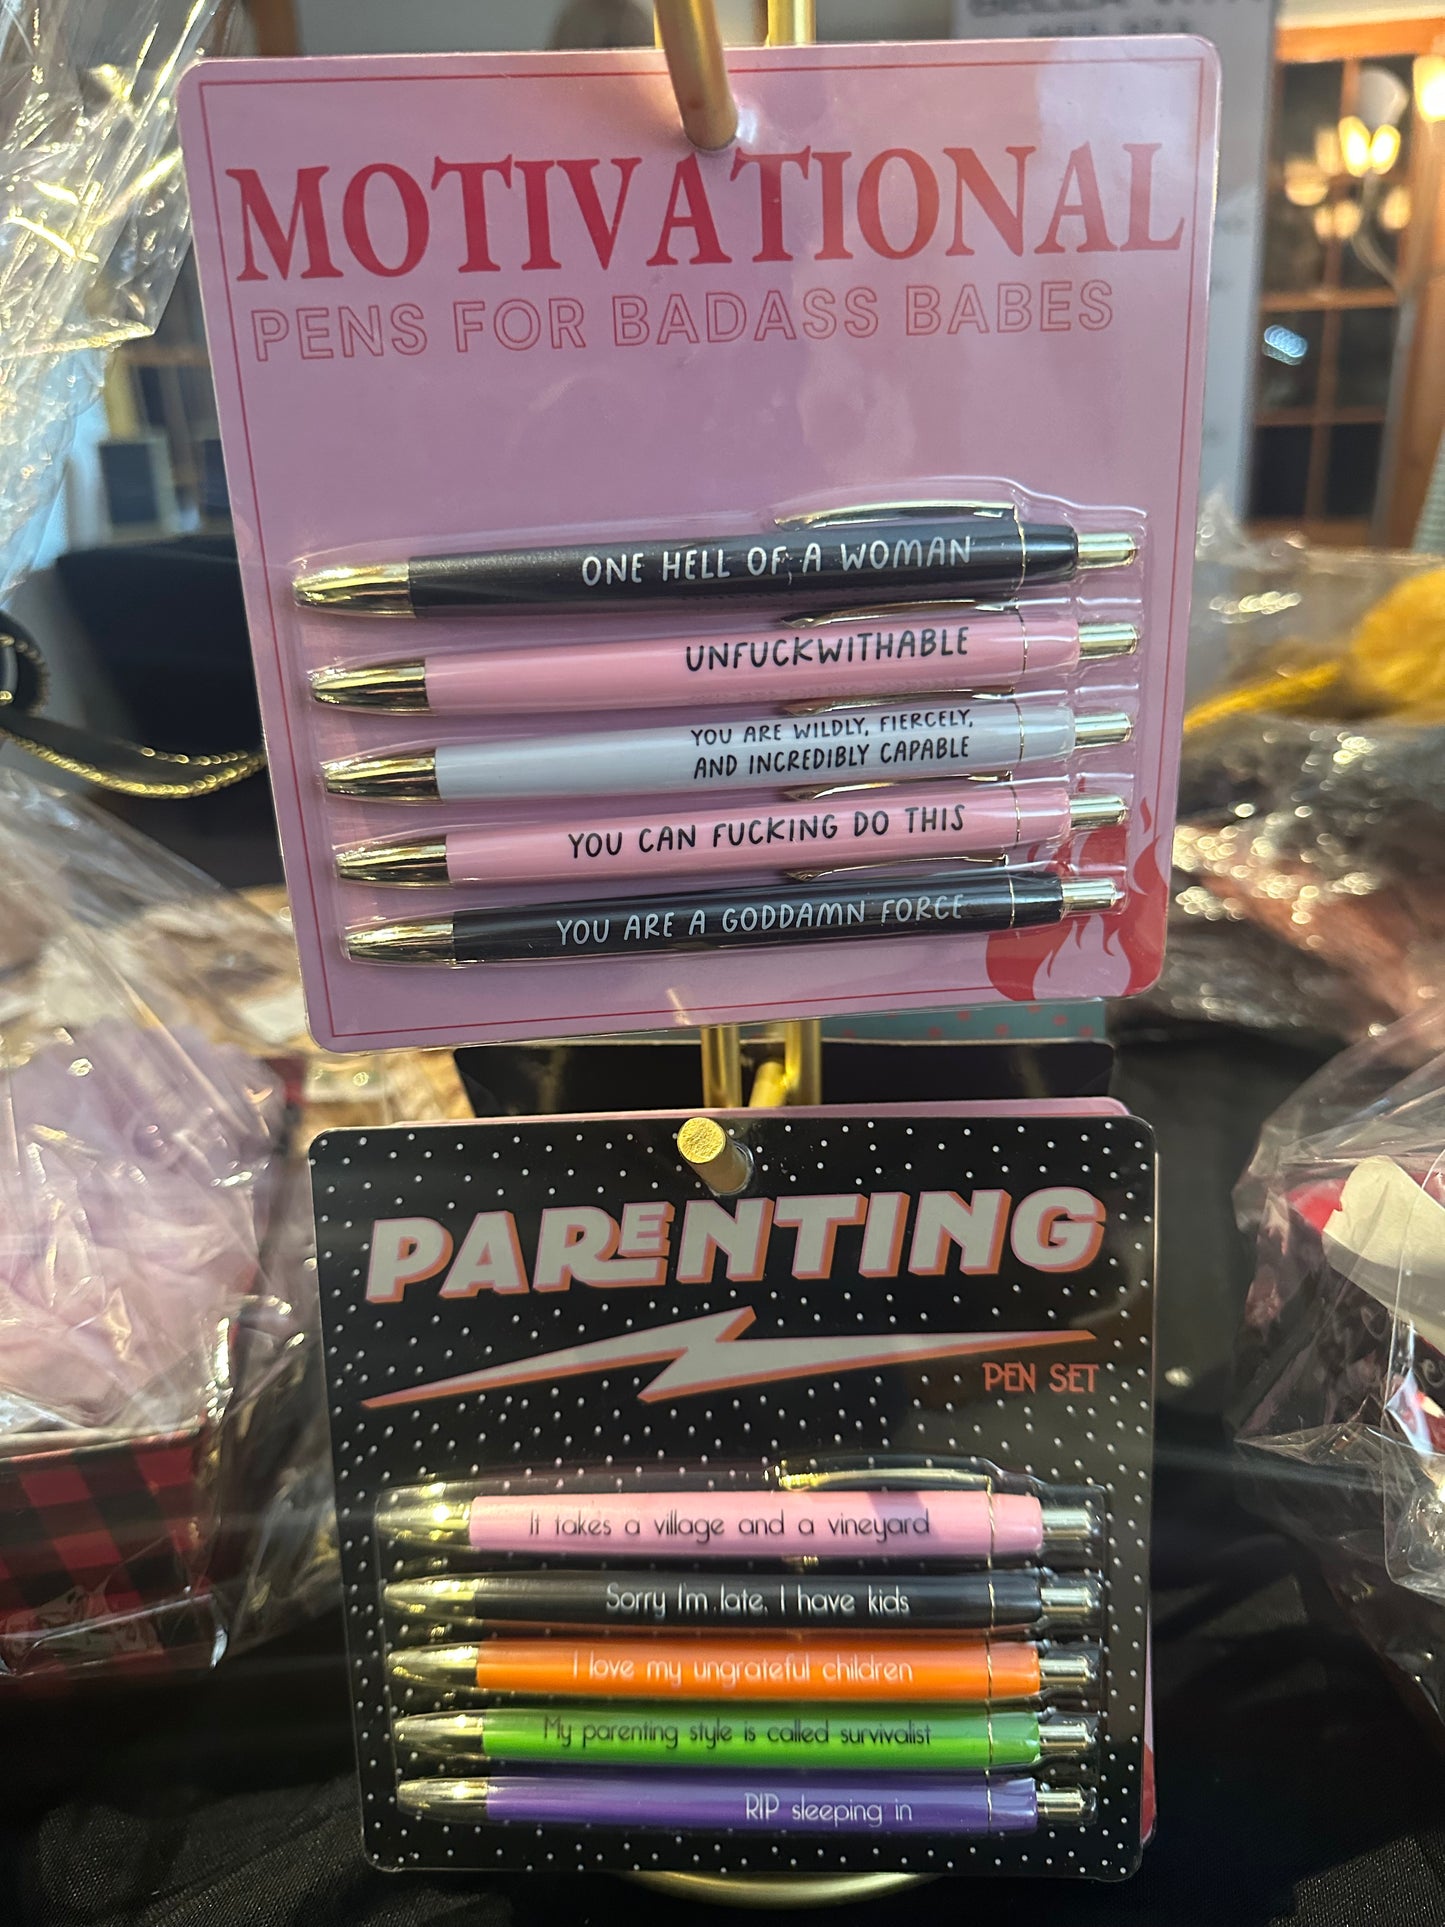 MOTIVATIONAL
PENS FOR BADASS BABES
ONE HELL OF A WOMAN
UNFUCKWITHABLE
YOU ARE WILDLY, FIERCELY,
AND INCREDIBLY CAPABLE
YOU CAN FUCKING DO THIS
YOU ARE A GODDAMN FORCE
PARENTING
PEN SET
It takes a village and a vineyard
Sorry I'm late, I have kids
I love my ungrateful children
My parenting style is called survivalist
RIP sleeping in